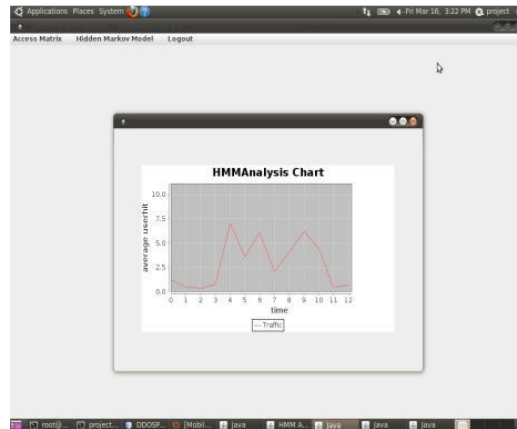 Applications Places System
Fri Mar 16, 3:22 PM project
Access Matrix Hidden Markov Model Logout
HMMAnalysis Chart
average userhit
10.0
7.5
5.0
2.5
0.0
0 1 2 3 4 5 6 7 8 9 10 11 12
time
Traffic
root@... project... DDOSP... [Mobil... Java HMM A... Java Java Java